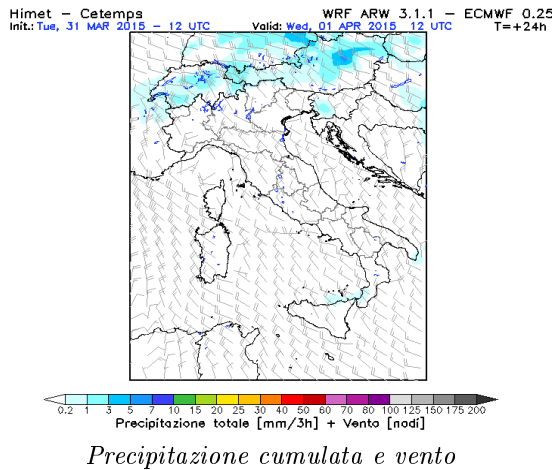 Himet – Cetemps WRF ARW 3.1.1 – ECMWF 0.25
Init.: Tue, 31 MAR 2015 – 12 UTC Valid: Wed, 01 APR 2015 12 UTC T=+24h
0.2 1 3 5 7 10 15 20 25 30 40 50 60 70 80 100 125 150 175 200
Precipitazione totale [mm/3h] + Vento [nodi]
Precipitazione cumulata e vento